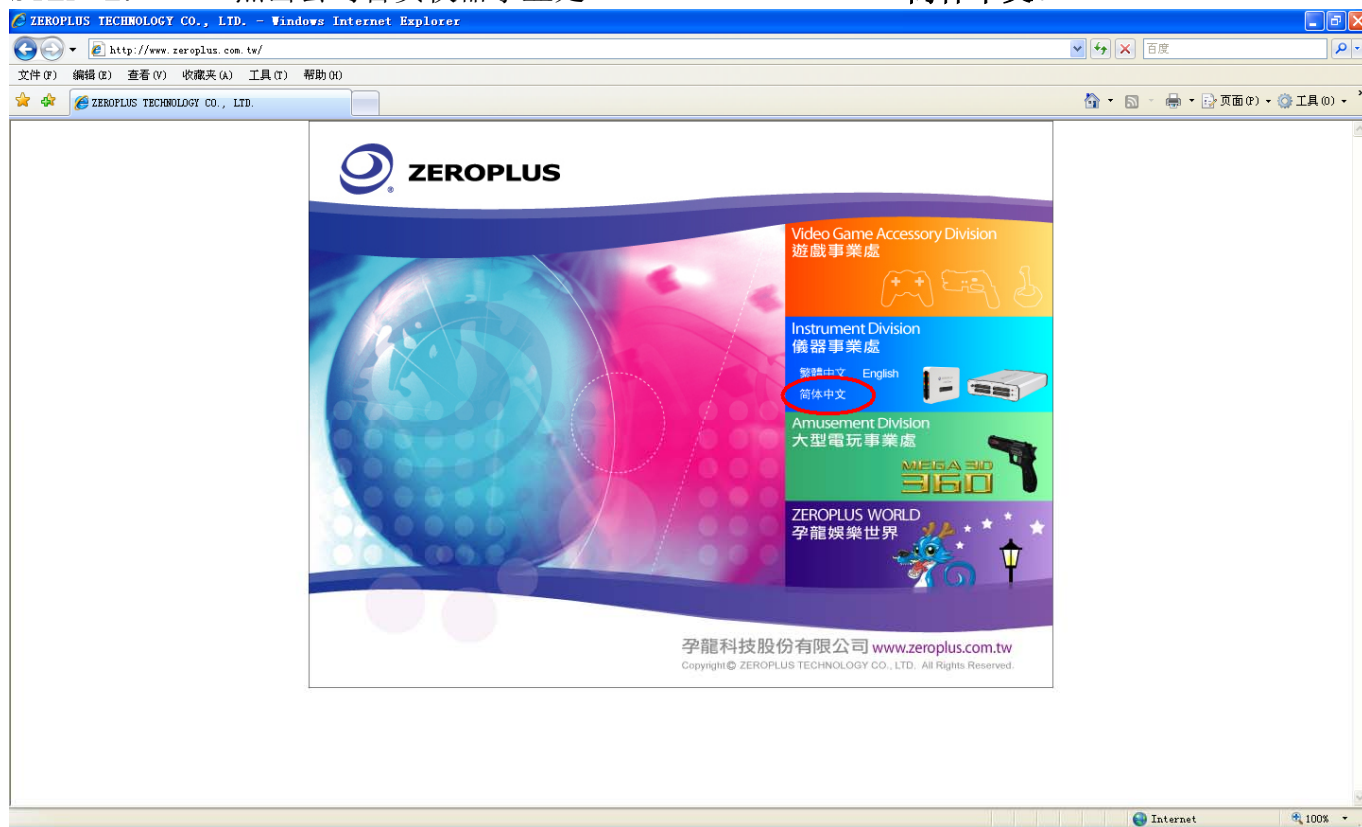 ZEROPLUS TECHNOLOGY CO., LTD. - Windows Internet Explorer
http://www.zeroplus.com.tw/
百度
文件(F) 编辑(E) 查看(V) 收藏夹(A) 工具(T) 帮助(H)
ZEROPLUS TECHNOLOGY CO., LTD.
页面(P) 工具(O)
ZEROPLUS
Video Game Accessory Division
遊戲事業處
Instrument Division
儀器事業處
繁體中文 English
简体中文
Amusement Division
大型電玩事業處
MEGA 3D
360
ZEROPLUS WORLD
孕龍娛樂世界
孕龍科技股份有限公司 www.zeroplus.com.tw
Copyright© ZEROPLUS TECHNOLOGY CO., LTD. All Rights Reserved.
Internet 100%